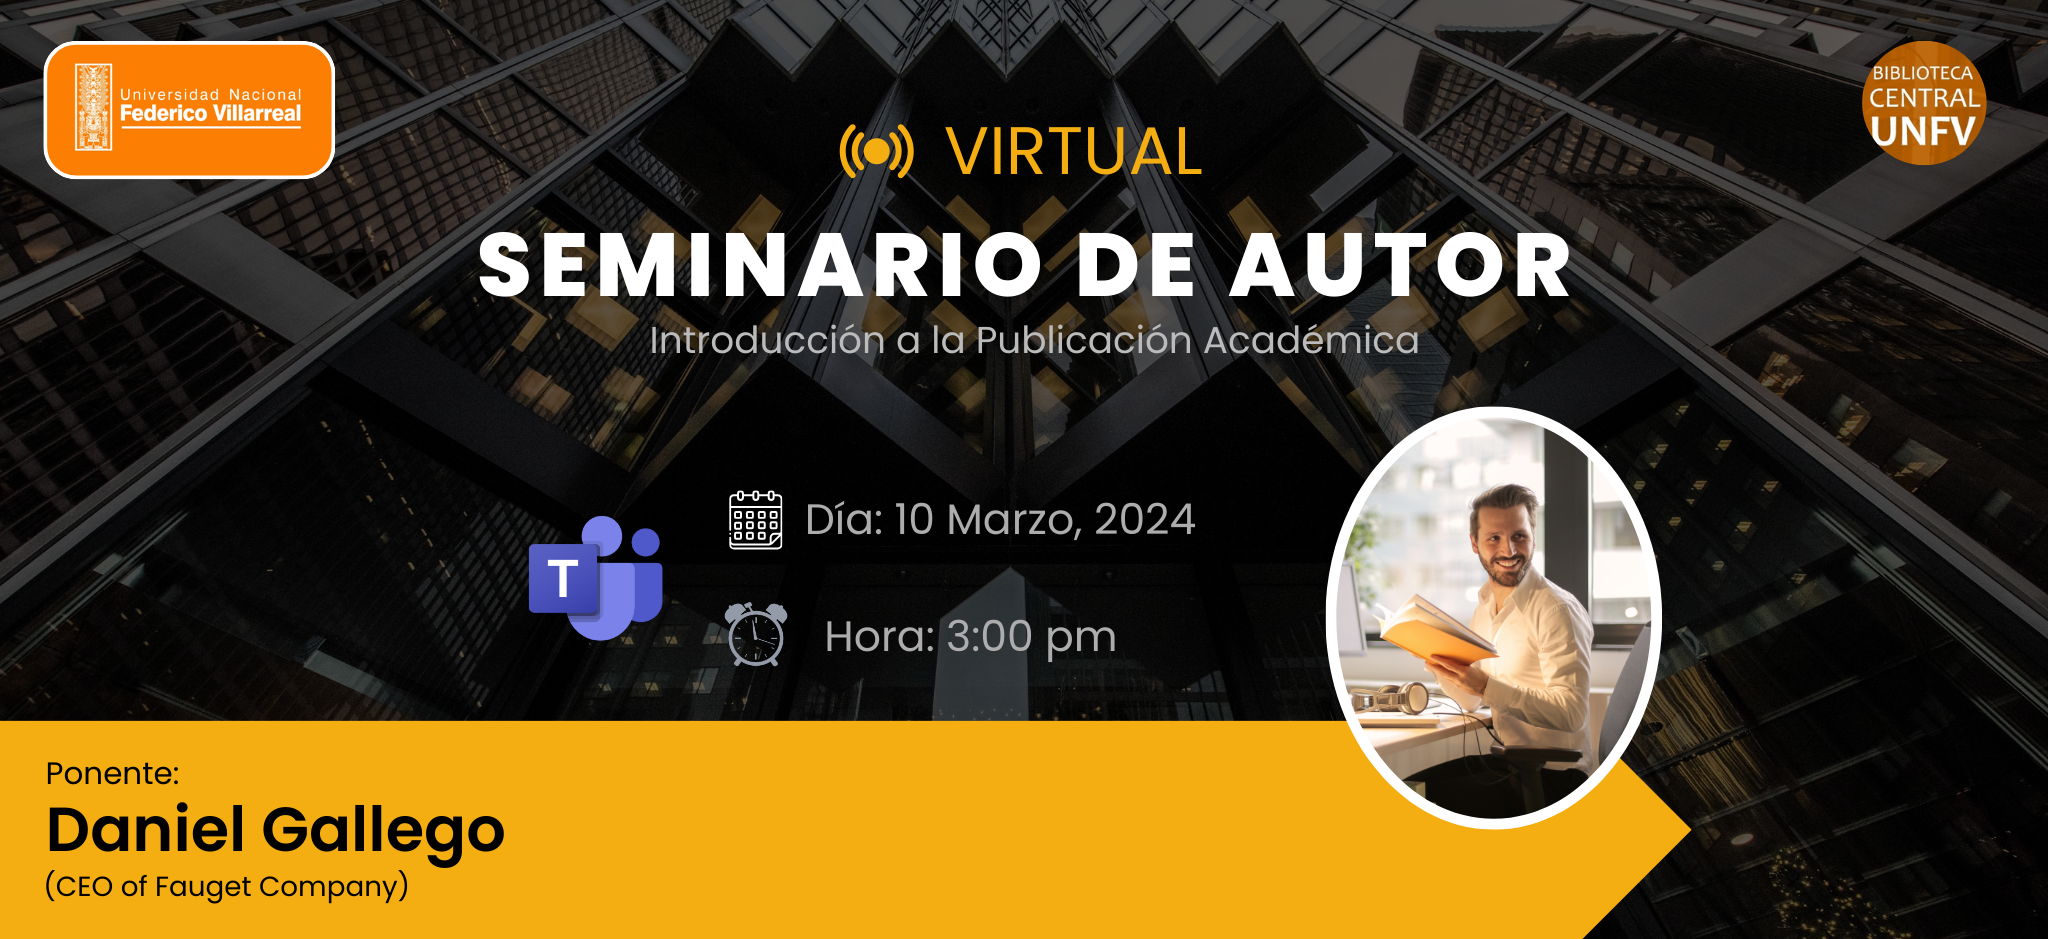 Universidad Nacional
Federico Villarreal
BIBLIOTECA
CENTRAL
UNFV
VIRTUAL
SEMINARIO DE AUTOR
Introducción a la Publicación Académica
Día: 10 Marzo, 2024
T
Hora: 3:00 pm
Ponente:
Daniel Gallego
(CEO of Fauget Company)